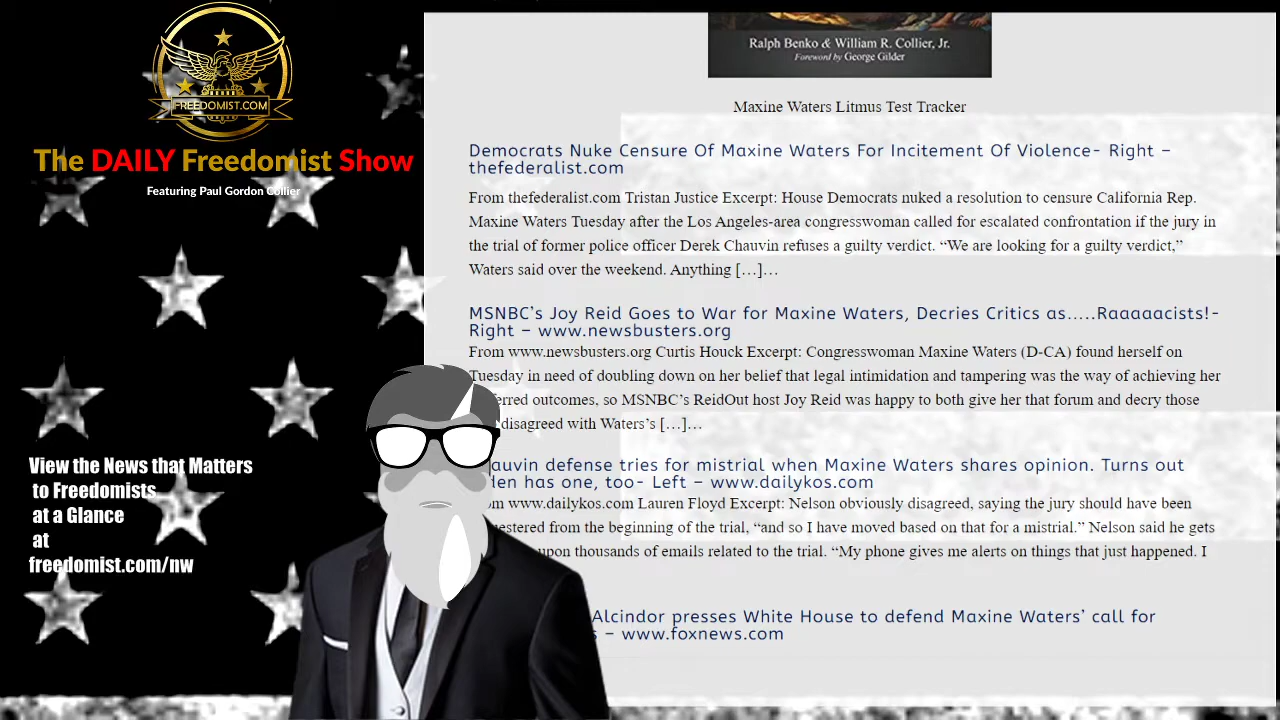 FREEDOMIST.COM
The DAILY Freedomist Show
Featuring Paul Gordon Collier
View the News that Matters
to Freedomists
at a Glance
at
freedomist.com/nw
Ralph Benko & William R. Collier, Jr.
Foreword by George Gilder
Maxine Waters Litmus Test Tracker
Democrats Nuke Censure Of Maxine Waters For Incitement Of Violence- Right –
thefederalist.com
From thefederalist.com Tristan Justice Excerpt: House Democrats nuked a resolution to censure California Rep.
Maxine Waters Tuesday after the Los Angeles-area congresswoman called for escalated confrontation if the jury in
the trial of former police officer Derek Chauvin refuses a guilty verdict. “We are looking for a guilty verdict,”
Waters said over the weekend. Anything […]…
MSNBC’s Joy Reid Goes to War for Maxine Waters, Decries Critics as.....Raaaaacists!-
Right – www.newsbusters.org
From www.newsbusters.org Curtis Houck Excerpt: Congresswoman Maxine Waters (D-CA) found herself on
Tuesday in need of doubling down on her belief that legal intimidation and tampering was the way of achieving her
erred outcomes, so MSNBC’s ReidOut host Joy Reid was happy to both give her that forum and decry those
disagreed with Waters’s […]…
auvin defense tries for mistrial when Maxine Waters shares opinion. Turns out
den has one, too- Left – www.dailykos.com
om www.dailykos.com Lauren Floyd Excerpt: Nelson obviously disagreed, saying the jury should have been
uestered from the beginning of the trial, “and so I have moved based on that for a mistrial.” Nelson said he gets
upon thousands of emails related to the trial. “My phone gives me alerts on things that just happened. I
Alcindor presses White House to defend Maxine Waters’ call for
s – www.foxnews.com